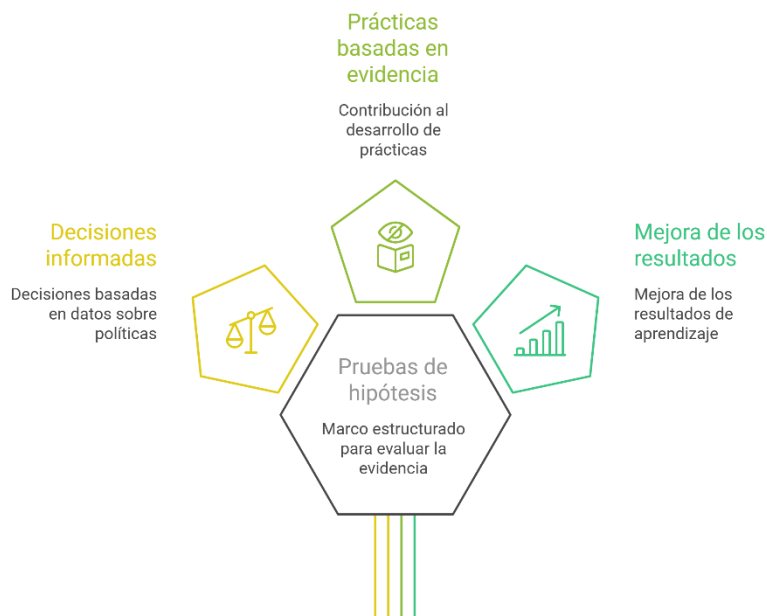 Prácticas
basadas en
evidencia
Contribución al
desarrollo de
prácticas
Decisiones
informadas
Decisiones basadas
en datos sobre
políticas
Mejora de los
resultados
Mejora de los
resultados de
aprendizaje
Pruebas de
hipótesis
Marco estructurado
para evaluar la
evidencia